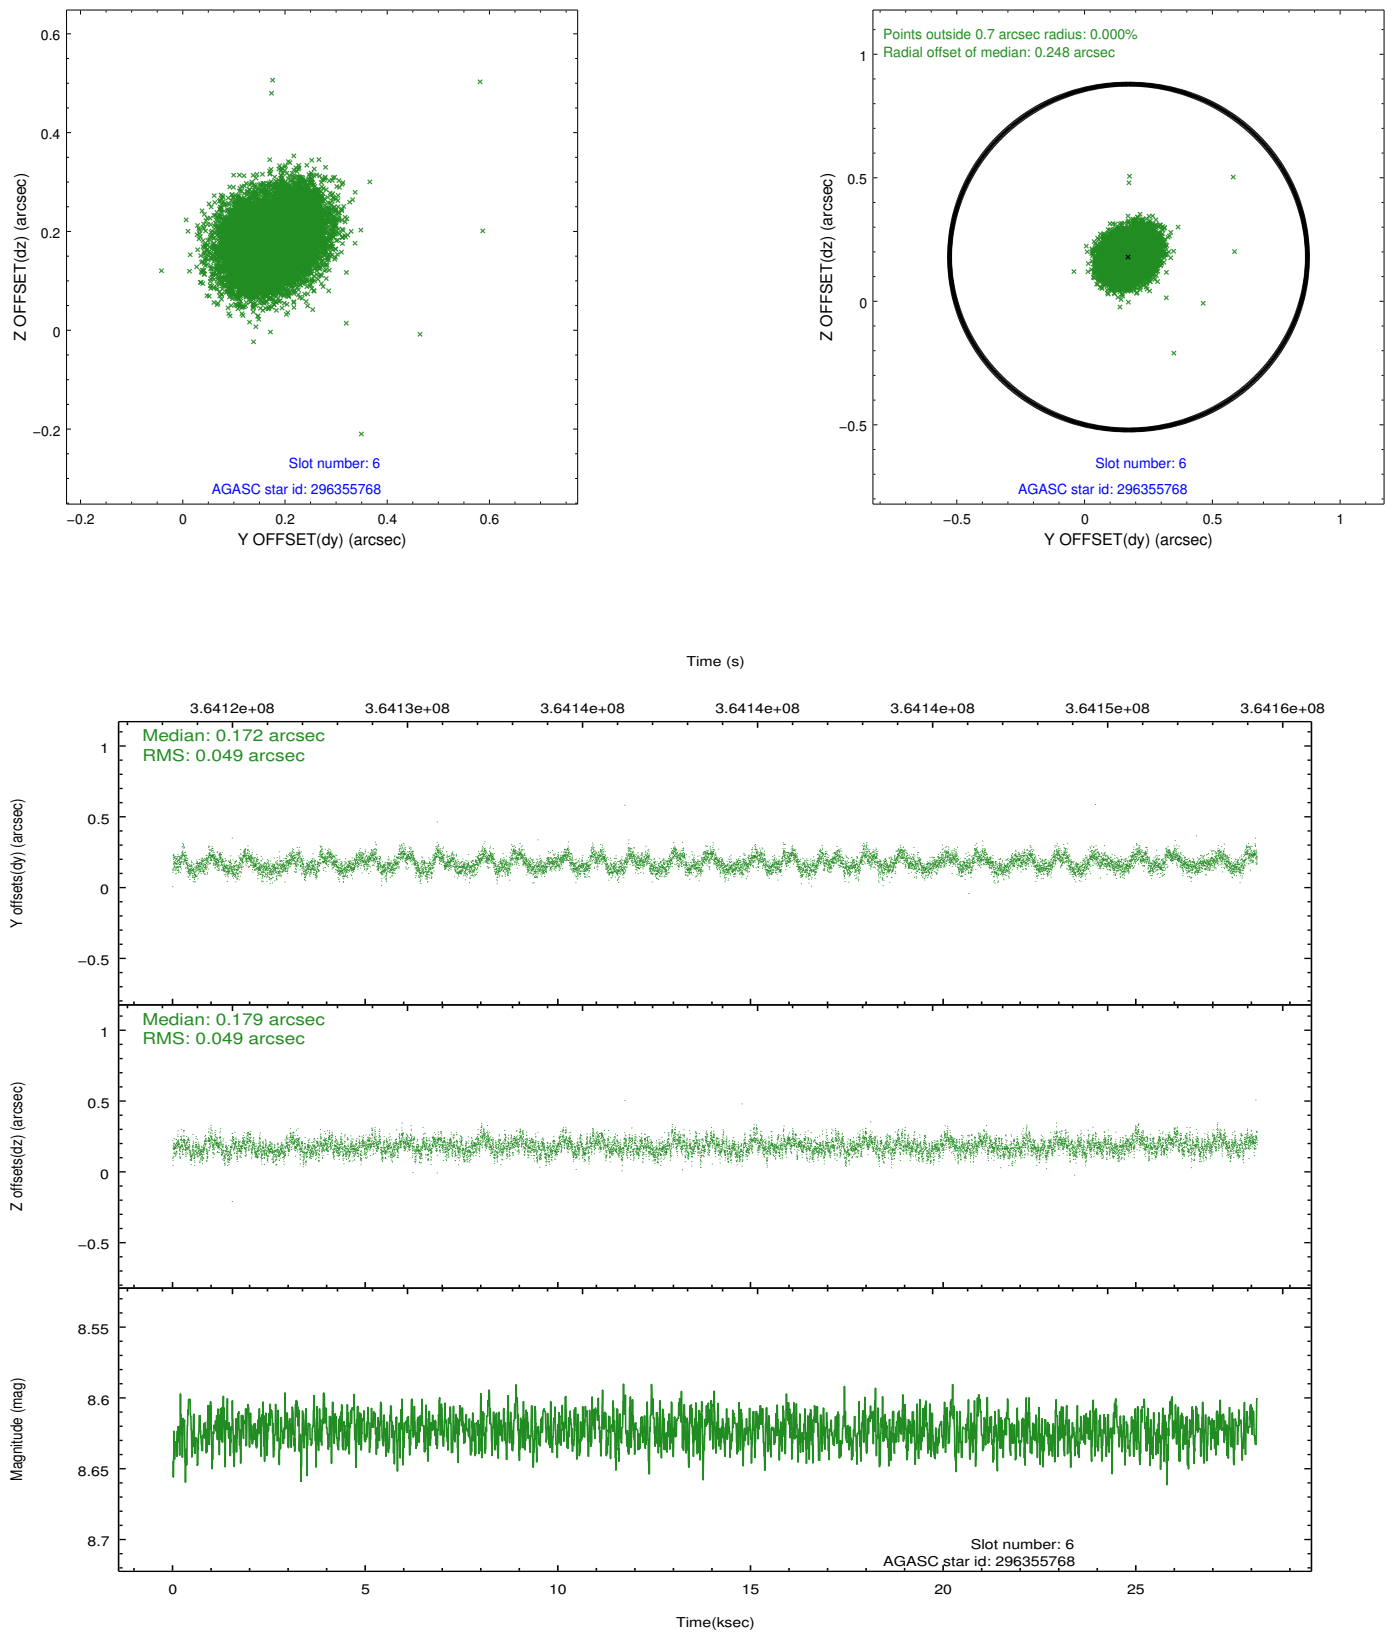 0.6
0.4
0.2
0
−0.2
Z OFFSET(dz) (arcsec)
Slot number: 6
AGASC star id: 296355768
−0.2 0 0.2 0.4 0.6
Y OFFSET(dy) (arcsec)
Points outside 0.7 arcsec radius: 0.000%
Radial offset of median: 0.248 arcsec
1
0.5
0
−0.5
Z OFFSET(dz) (arcsec)
Slot number: 6
AGASC star id: 296355768
−0.5 0 0.5 1
Y OFFSET(dy) (arcsec)
Time (s)
3.6412e+08 3.6413e+08 3.6414e+08 3.6414e+08 3.6414e+08 3.6415e+08 3.6416e+08
Median: 0.172 arcsec
RMS: 0.049 arcsec
1
0.5
0
−0.5
Y offsets(dy) (arcsec)
Median: 0.179 arcsec
RMS: 0.049 arcsec
1
0.5
0
−0.5
Z offsets(dz) (arcsec)
8.55
8.6
8.65
8.7
Magnitude (mag)
Slot number: 6
AGASC star id: 296355768
0 5 10 15 20 25
Time(ksec)